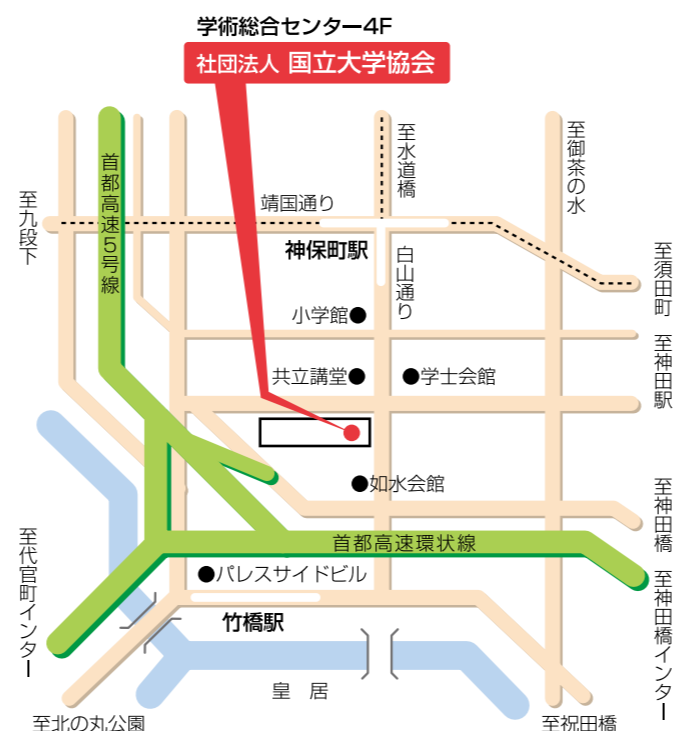 学術総合センター4F
社団法人 国立大学協会
至水道橋
至御茶の水
首都高速5号線
至九段下
靖国通り
神保町駅
白山通り
至須田町
小学館
至神田駅
共立講堂
学士会館
如水会館
至神田橋
首都高速環状線
至代官町インター
パレスサイドビル
至神田橋インター
竹橋駅
皇 居
至北の丸公園
至祝田橋